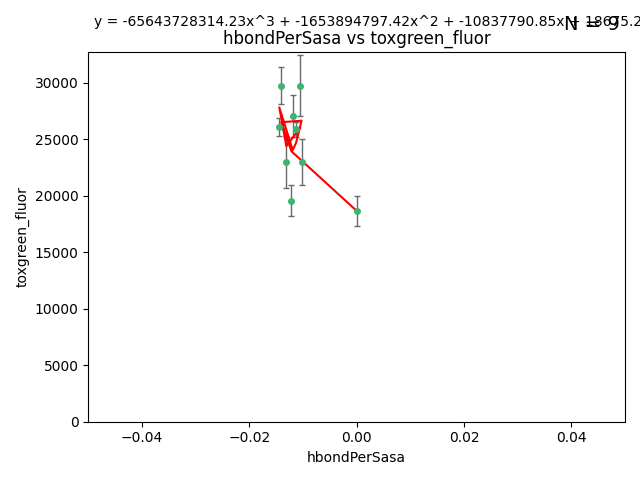 y = -65643728314.23x^3 + -1653894797.42x^2 + -10837790.85x + 18675.2
N = 9
hbondPerSasa vs toxgreen_fluor
30000
25000
20000
15000
10000
5000
0
toxgreen_fluor
−0.04
−0.02
0.00
0.02
0.04
hbondPerSasa